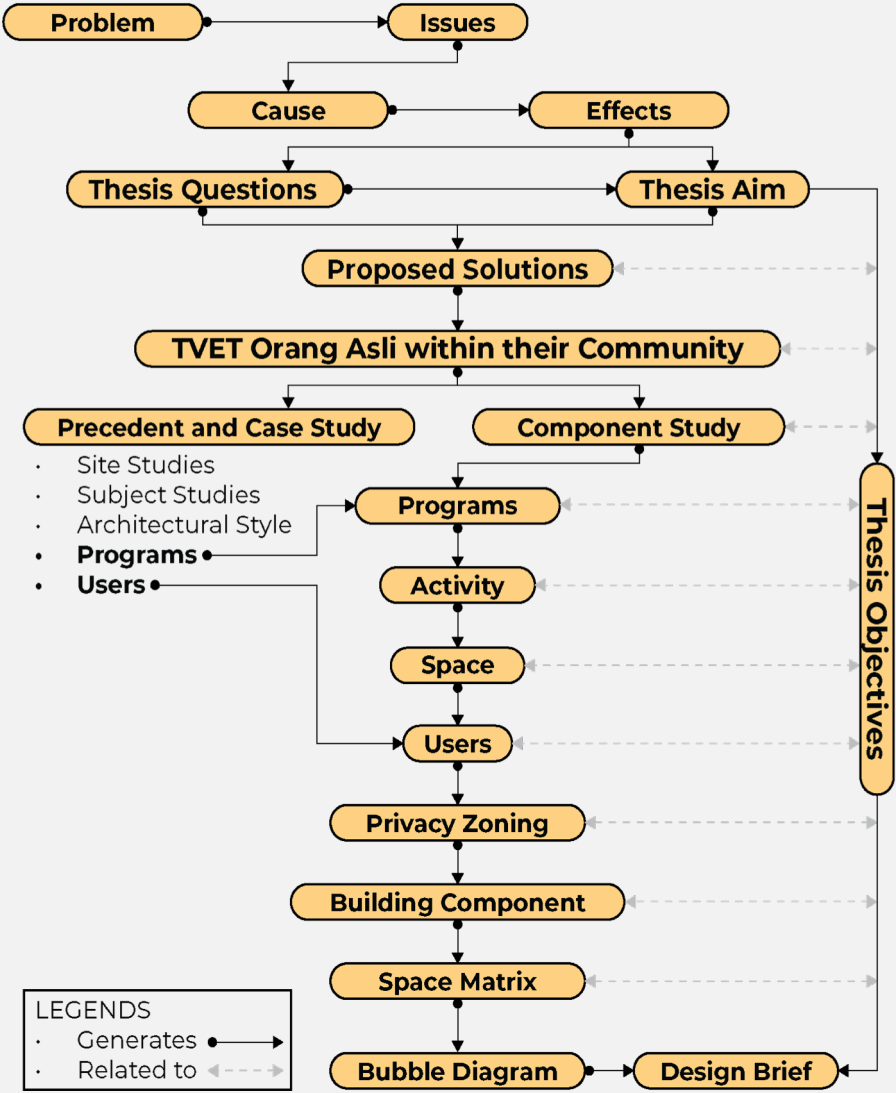 Problem
Issues
Cause
Effects
Thesis Questions
Thesis Aim
Proposed Solutions
TVET Orang Asli within their Community
Precedent and Case Study
Component Study
· Site Studies
· Subject Studies
· Architectural Style
• Programs
• Users
Programs
Activity
Space
Users
Thesis Objectives
Privacy Zoning
Building Component
Space Matrix
Bubble Diagram
Design Brief
LEGENDS
· Generates
· Related to